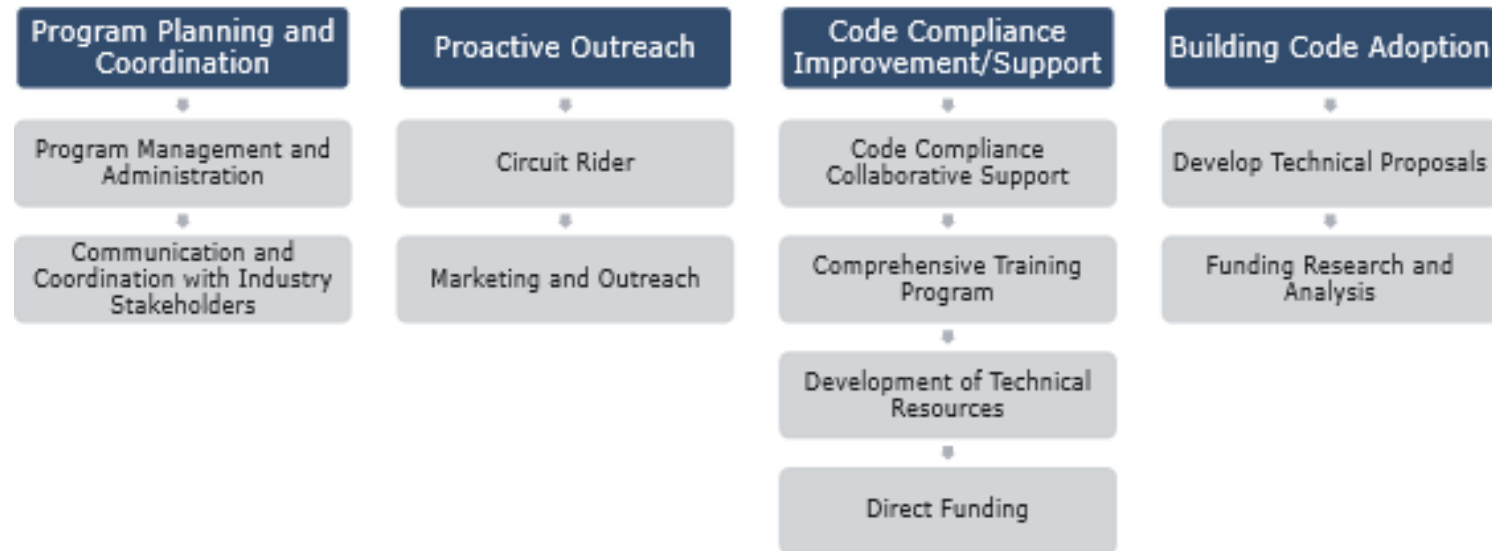 Program Planning and
Coordination
Program Management and
Administration
Communication and
Coordination with Industry
Stakeholders
Proactive Outreach
Circuit Rider
Marketing and Outreach
Code Compliance
Improvement/Support
Code Compliance
Collaborative Support
Comprehensive Training
Program
Development of Technical
Resources
Direct Funding
Building Code Adoption
Develop Technical Proposals
Funding Research and
Analysis